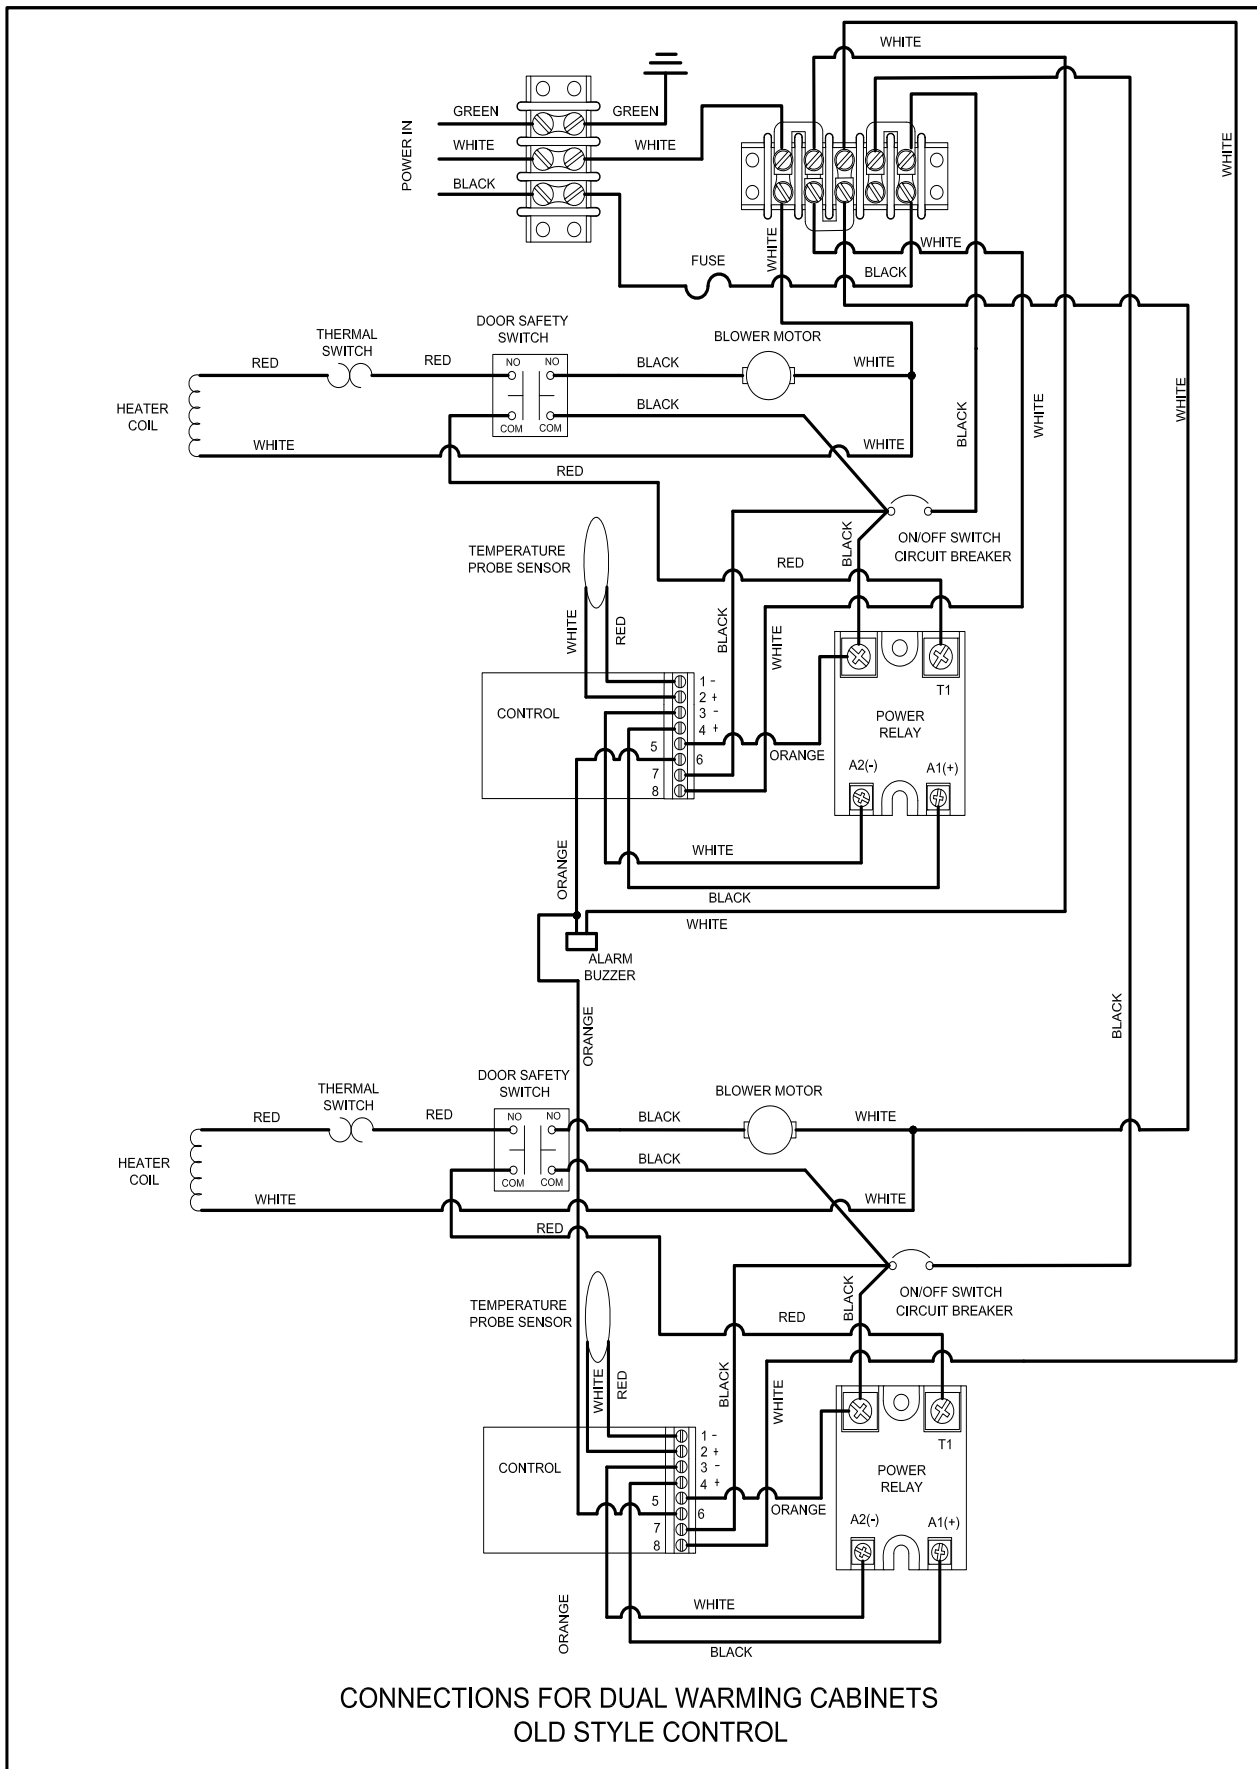 WHITE
GREEN
GREEN
POWER IN
WHITE
WHITE
WHITE
BLACK
WHITE
WHITE
FUSE
BLACK
THERMAL
SWITCH
DOOR SAFETY
SWITCH
BLOWER MOTOR
RED
RED
NO
NO
BLACK
WHITE
HEATER
COIL
COM
COM
BLACK
WHITE
WHITE
BLACK
WHITE
WHITE
RED
TEMPERATURE
PROBE SENSOR
BLACK
ON/OFF SWITCH
CIRCUIT BREAKER
RED
WHITE
RED
BLACK
WHITE
CONTROL
1 -
2 +
3 -
4 +
5
6
7
8
T1
POWER
RELAY
ORANGE
A2(-)
A1(+)
ORANGE
WHITE
BLACK
WHITE
ALARM
BUZZER
ORANGE
BLACK
THERMAL
SWITCH
DOOR SAFETY
SWITCH
BLOWER MOTOR
RED
RED
NO
NO
BLACK
WHITE
HEATER
COIL
COM
COM
BLACK
WHITE
WHITE
RED
TEMPERATURE
PROBE SENSOR
BLACK
ON/OFF SWITCH
CIRCUIT BREAKER
RED
WHITE
RED
BLACK
WHITE
CONTROL
1 -
2 +
3 -
4 +
5
6
7
8
T1
POWER
RELAY
ORANGE
A2(-)
A1(+)
ORANGE
WHITE
BLACK
CONNECTIONS FOR DUAL WARMING CABINETS
OLD STYLE CONTROL